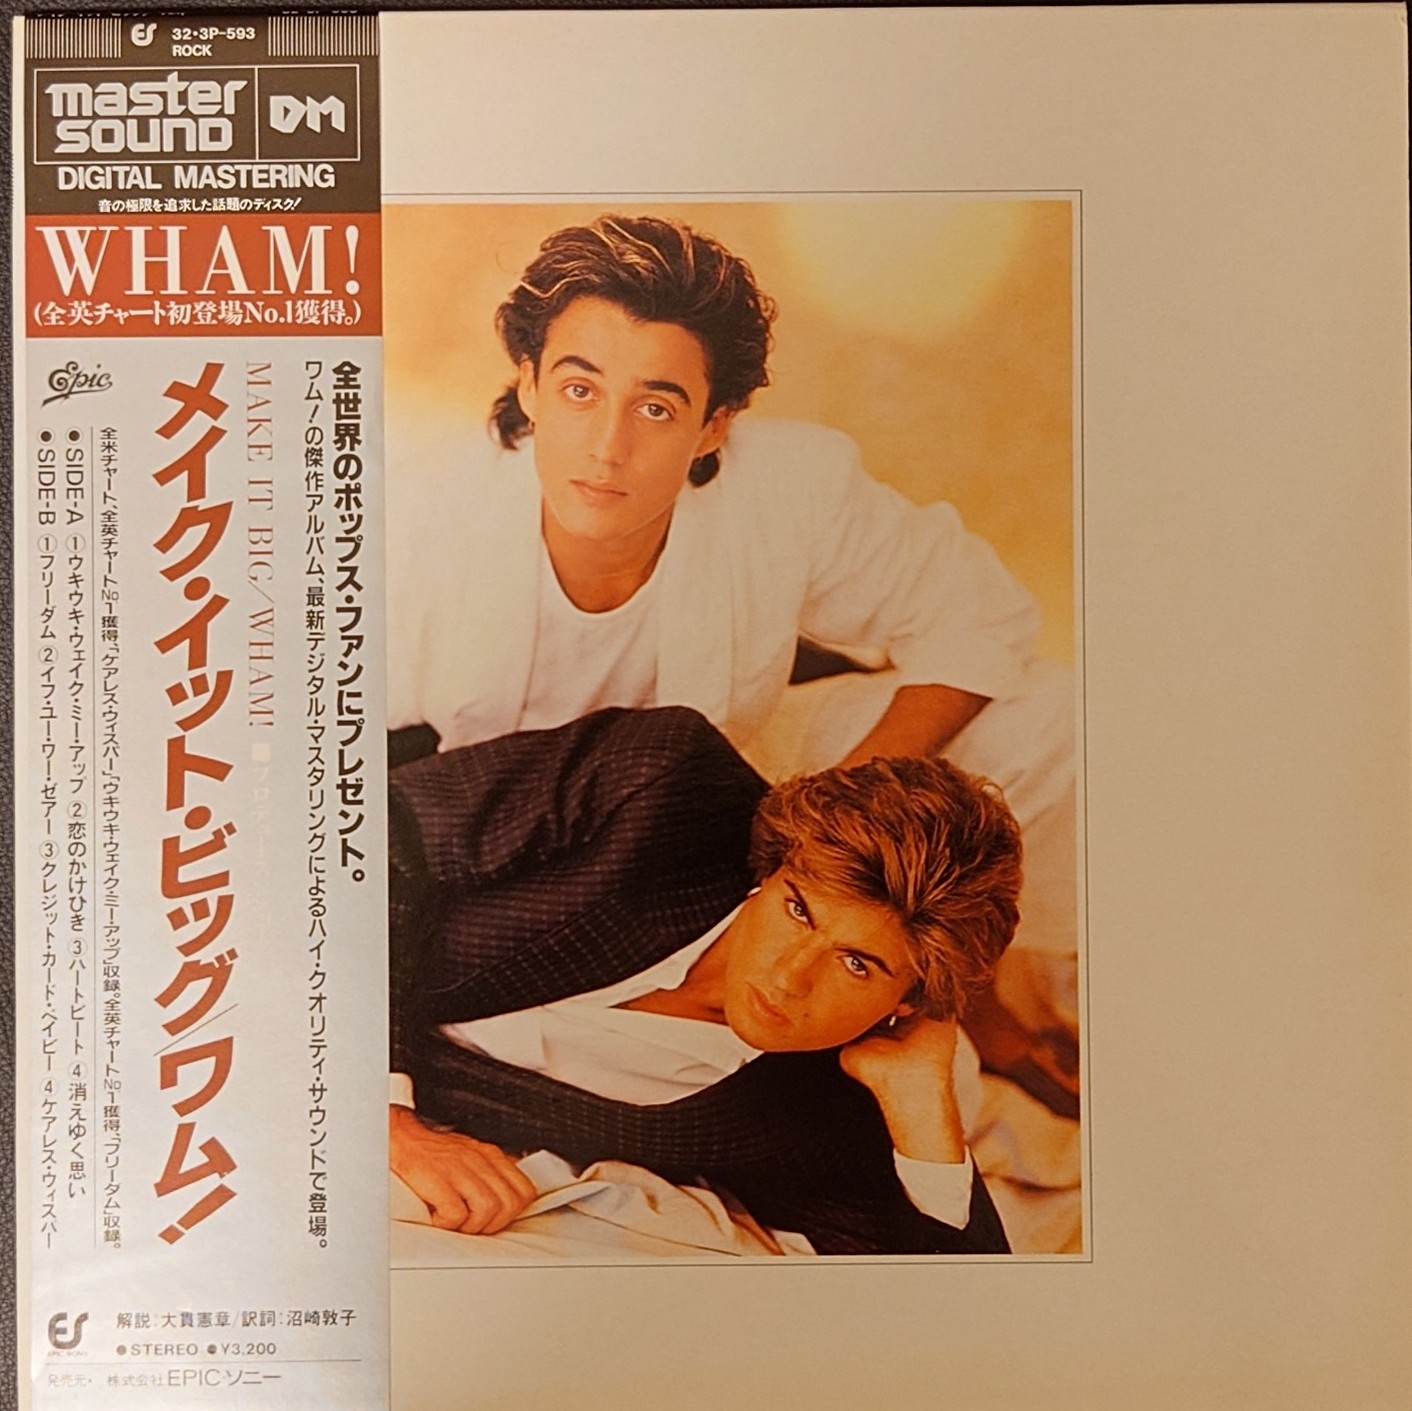 ES
32・3P-593
ROCK
master
sound
DM
DIGITAL MASTERING
音の極限を追求した話題のディスク!
WHAM!
(全英チャート初登場No.1獲得。)
全世界のポップス・ファンにプレゼント。
ワム!の傑作アルバム、最新デジタル・マスタリングによるハイ・クオリティ・サウンドで登場。
MAKE IT BIG/WHAM!
メイク・イット・ビッグ/ワム!
Epic
全米チャート、全英チャートNo.1獲得、「ケアレス・ウィスパー」「ウキウキ・ウェイク・ミー・アップ」収録。全英チャートNo.1獲得、「フリーダム」収録。
●SIDE-A ①ウキウキ・ウェイク・ミー・アップ ②恋のかけひき ③ハートビート ④消えゆく思い
●SIDE-B ①フリーダム ②イフ・ユー・ワー・ゼアー ③クレジット・カード・ベイビー ④ケアレス・ウィスパー
ES
EPIC・SONY
解説:大貫憲章/訳詞:沼崎敦子
●STEREO ●¥3,200
発売元・ 株式会社EPIC・ソニー